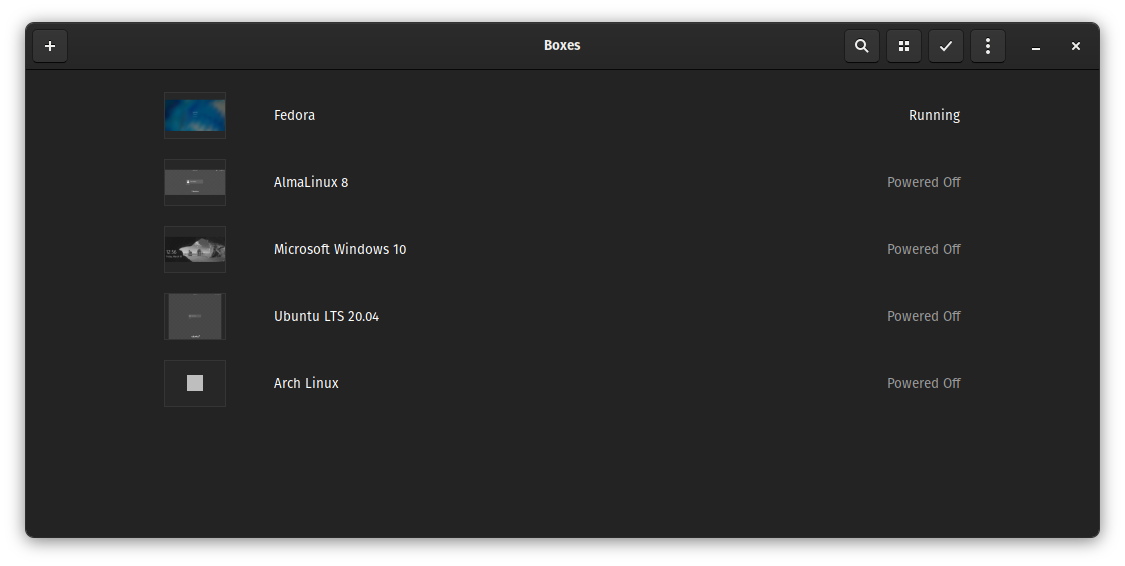 Boxes
Fedora Running
AlmaLinux 8 Powered Off
Microsoft Windows 10 Powered Off
Ubuntu LTS 20.04 Powered Off
Arch Linux Powered Off